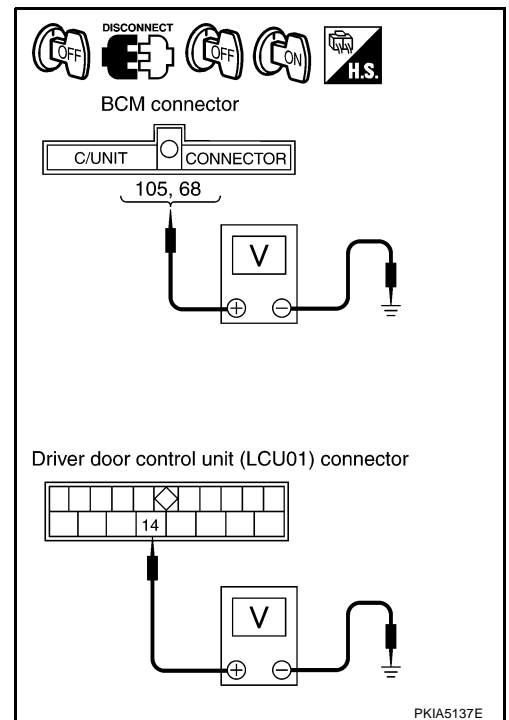 DISCONNECT
OFF OFF ON H.S.
BCM connector
C/UNIT CONNECTOR
105, 68
V
Driver door control unit (LCU01) connector
14
V
PKIA5137E